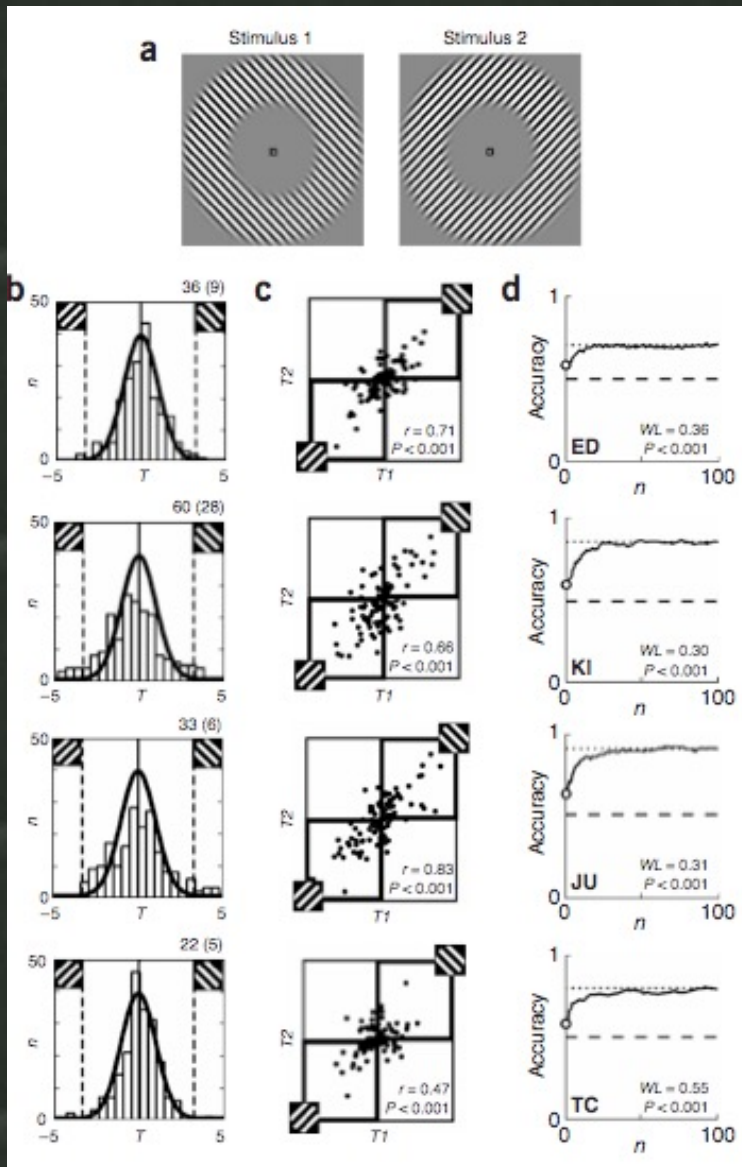 Stimulus 1
Stimulus 2
a
b
36 (9)
50
n
0
−5
T
5
c
T2
r = 0.71
P < 0.001
T1
d
1
Accuracy
0
ED
WL = 0.36
P < 0.001
0
n
100
60 (28)
50
n
0
−5
T
5
T2
r = 0.66
P < 0.001
T1
1
Accuracy
0
KI
WL = 0.30
P < 0.001
0
n
100
33 (6)
50
n
0
−5
T
5
T2
r = 0.83
P < 0.001
T1
1
Accuracy
0
JU
WL = 0.31
P < 0.001
0
n
100
22 (5)
50
n
0
−5
T
5
T2
r = 0.47
P < 0.001
T1
1
Accuracy
0
TC
WL = 0.55
P < 0.001
0
n
100